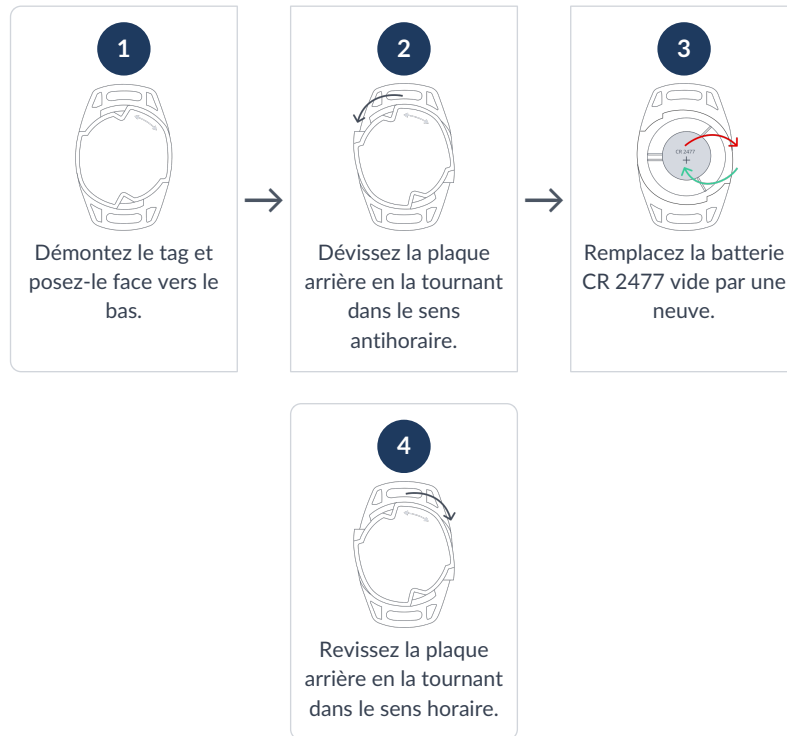 1
Démontez le tag et
posez-le face vers le
bas.
2
Dévissez la plaque
arrière en la tournant
dans le sens
antihoraire.
3
CR 2477
+
Remplacez la batterie
CR 2477 vide par une
neuve.
4
Revissez la plaque
arrière en la tournant
dans le sens horaire.